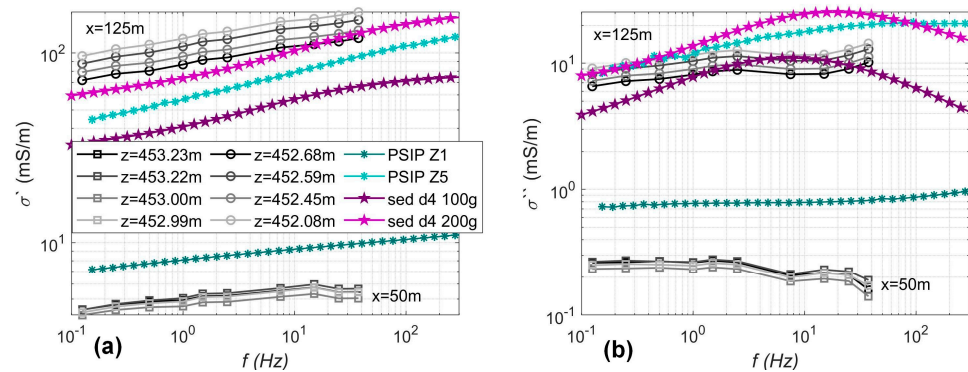 x=125m
10²
σ` (mS/m)
z=453.23m z=452.68m PSIP Z1
z=453.22m z=452.59m PSIP Z5
z=453.00m z=452.45m sed d4 100g
z=452.99m z=452.08m sed d4 200g
10¹
x=50m
10⁻¹ 10⁰ 10¹ 10²
(a) f (Hz)
x=125m
10¹
σ`` (mS/m)
10⁰
x=50m
10⁻¹
10⁻¹ 10⁰ 10¹ 10²
(b) f (Hz)